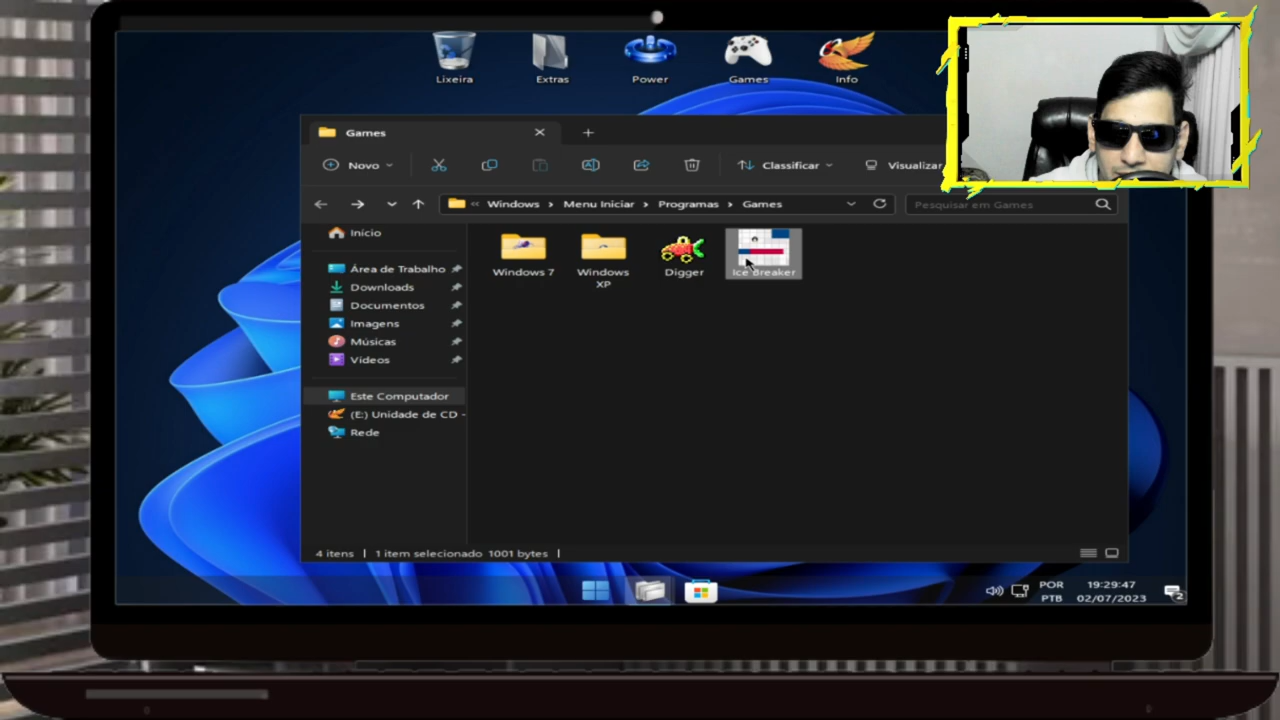 Lixeira
Extras
Power
Games
Info
Games
Novo
Classificar
Visualizar
Windows > Menu Iniciar > Programas > Games
Pesquisar em Games
Início
Área de Trabalho
Downloads
Documentos
Imagens
Músicas
Vídeos
Este Computador
(E:) Unidade de CD -
Rede
Windows 7
Windows
XP
Digger
Ice Breaker
4 itens | 1 item selecionado 1001 bytes |
POR
PTB
19:29:47
02/07/2023
2